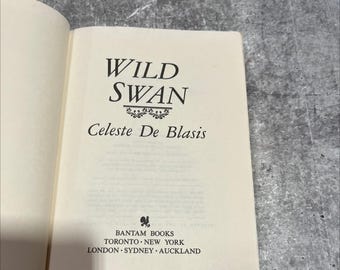 WILD
SWAN
Celeste De Blasis
BANTAM BOOKS
TORONTO • NEW YORK
LONDON • SYDNEY • AUCKLAND